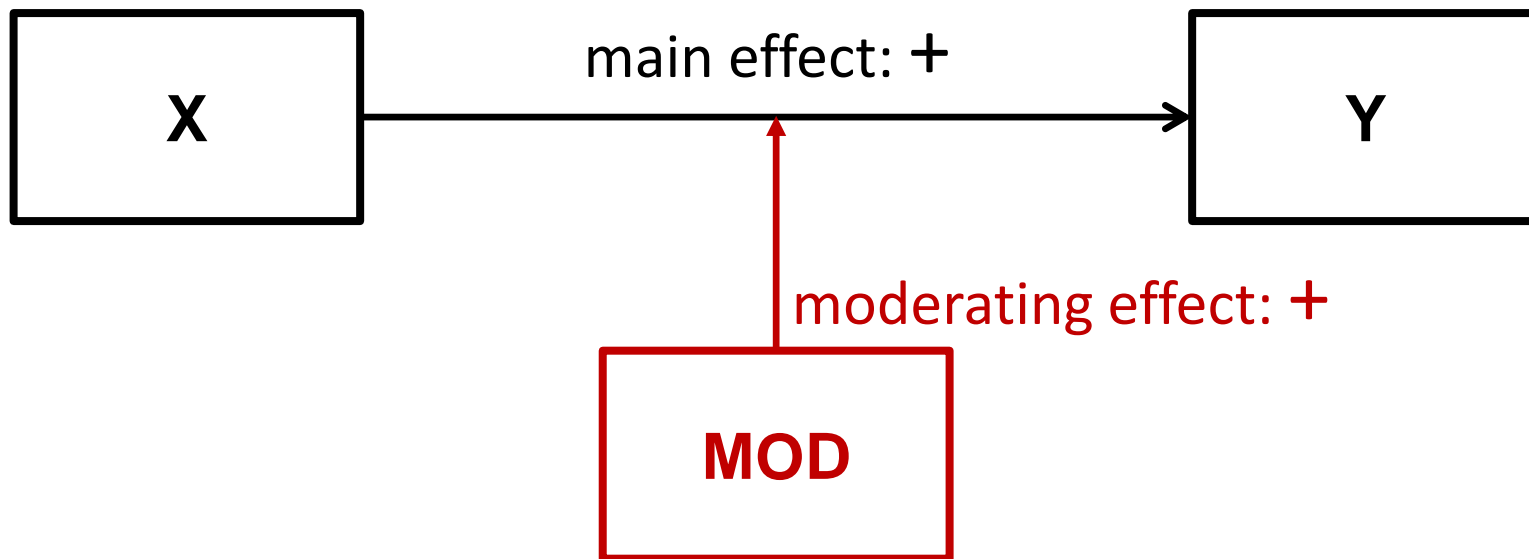 main effect: +
X
Y
moderating effect: +
MOD